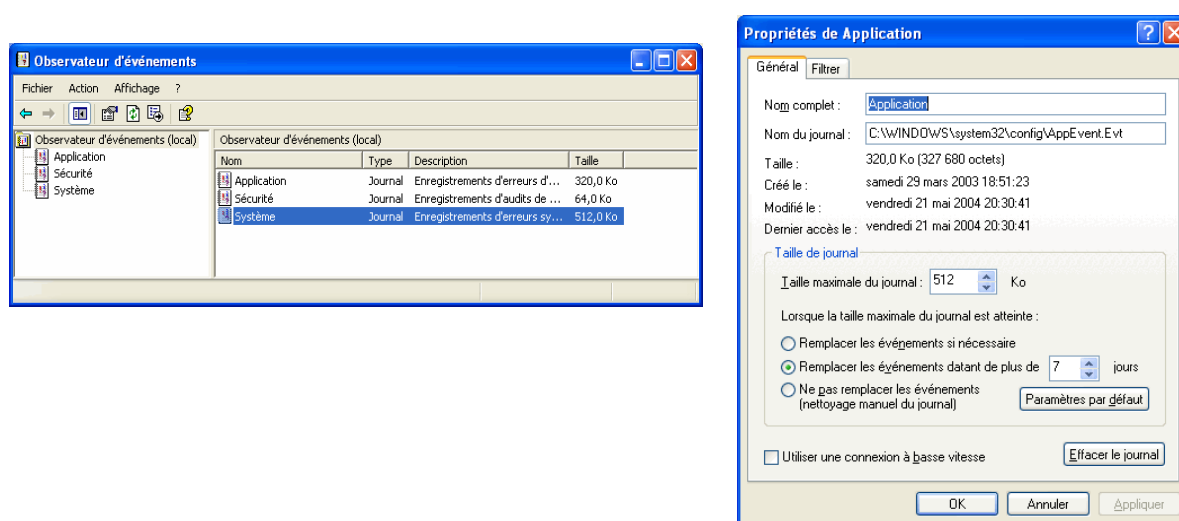 Observateur d'événements
Fichier Action Affichage ?
Observateur d'événements (local)
Application
Sécurité
Système
Observateur d'événements (local)
Nom Type Description Taille
Application Journal Enregistrements d'erreurs d'... 320,0 Ko
Sécurité Journal Enregistrements d'audits de ... 64,0 Ko
Système Journal Enregistrements d'erreurs sy... 512,0 Ko
Propriétés de Application
Général Filtrer
Nom complet : Application
Nom du journal : C:\WINDOWS\system32\config\AppEvent.Evt
Taille : 320,0 Ko (327 680 octets)
Créé le : samedi 29 mars 2003 18:51:23
Modifié le : vendredi 21 mai 2004 20:30:41
Dernier accès le : vendredi 21 mai 2004 20:30:41
Taille de journal
Taille maximale du journal : 512 Ko
Lorsque la taille maximale du journal est atteinte :
Remplacer les événements si nécessaire
Remplacer les événements datant de plus de 7 jours
Ne pas remplacer les événements
(nettoyage manuel du journal)
Paramètres par défaut
Utiliser une connexion à basse vitesse
Effacer le journal
OK Annuler Appliquer